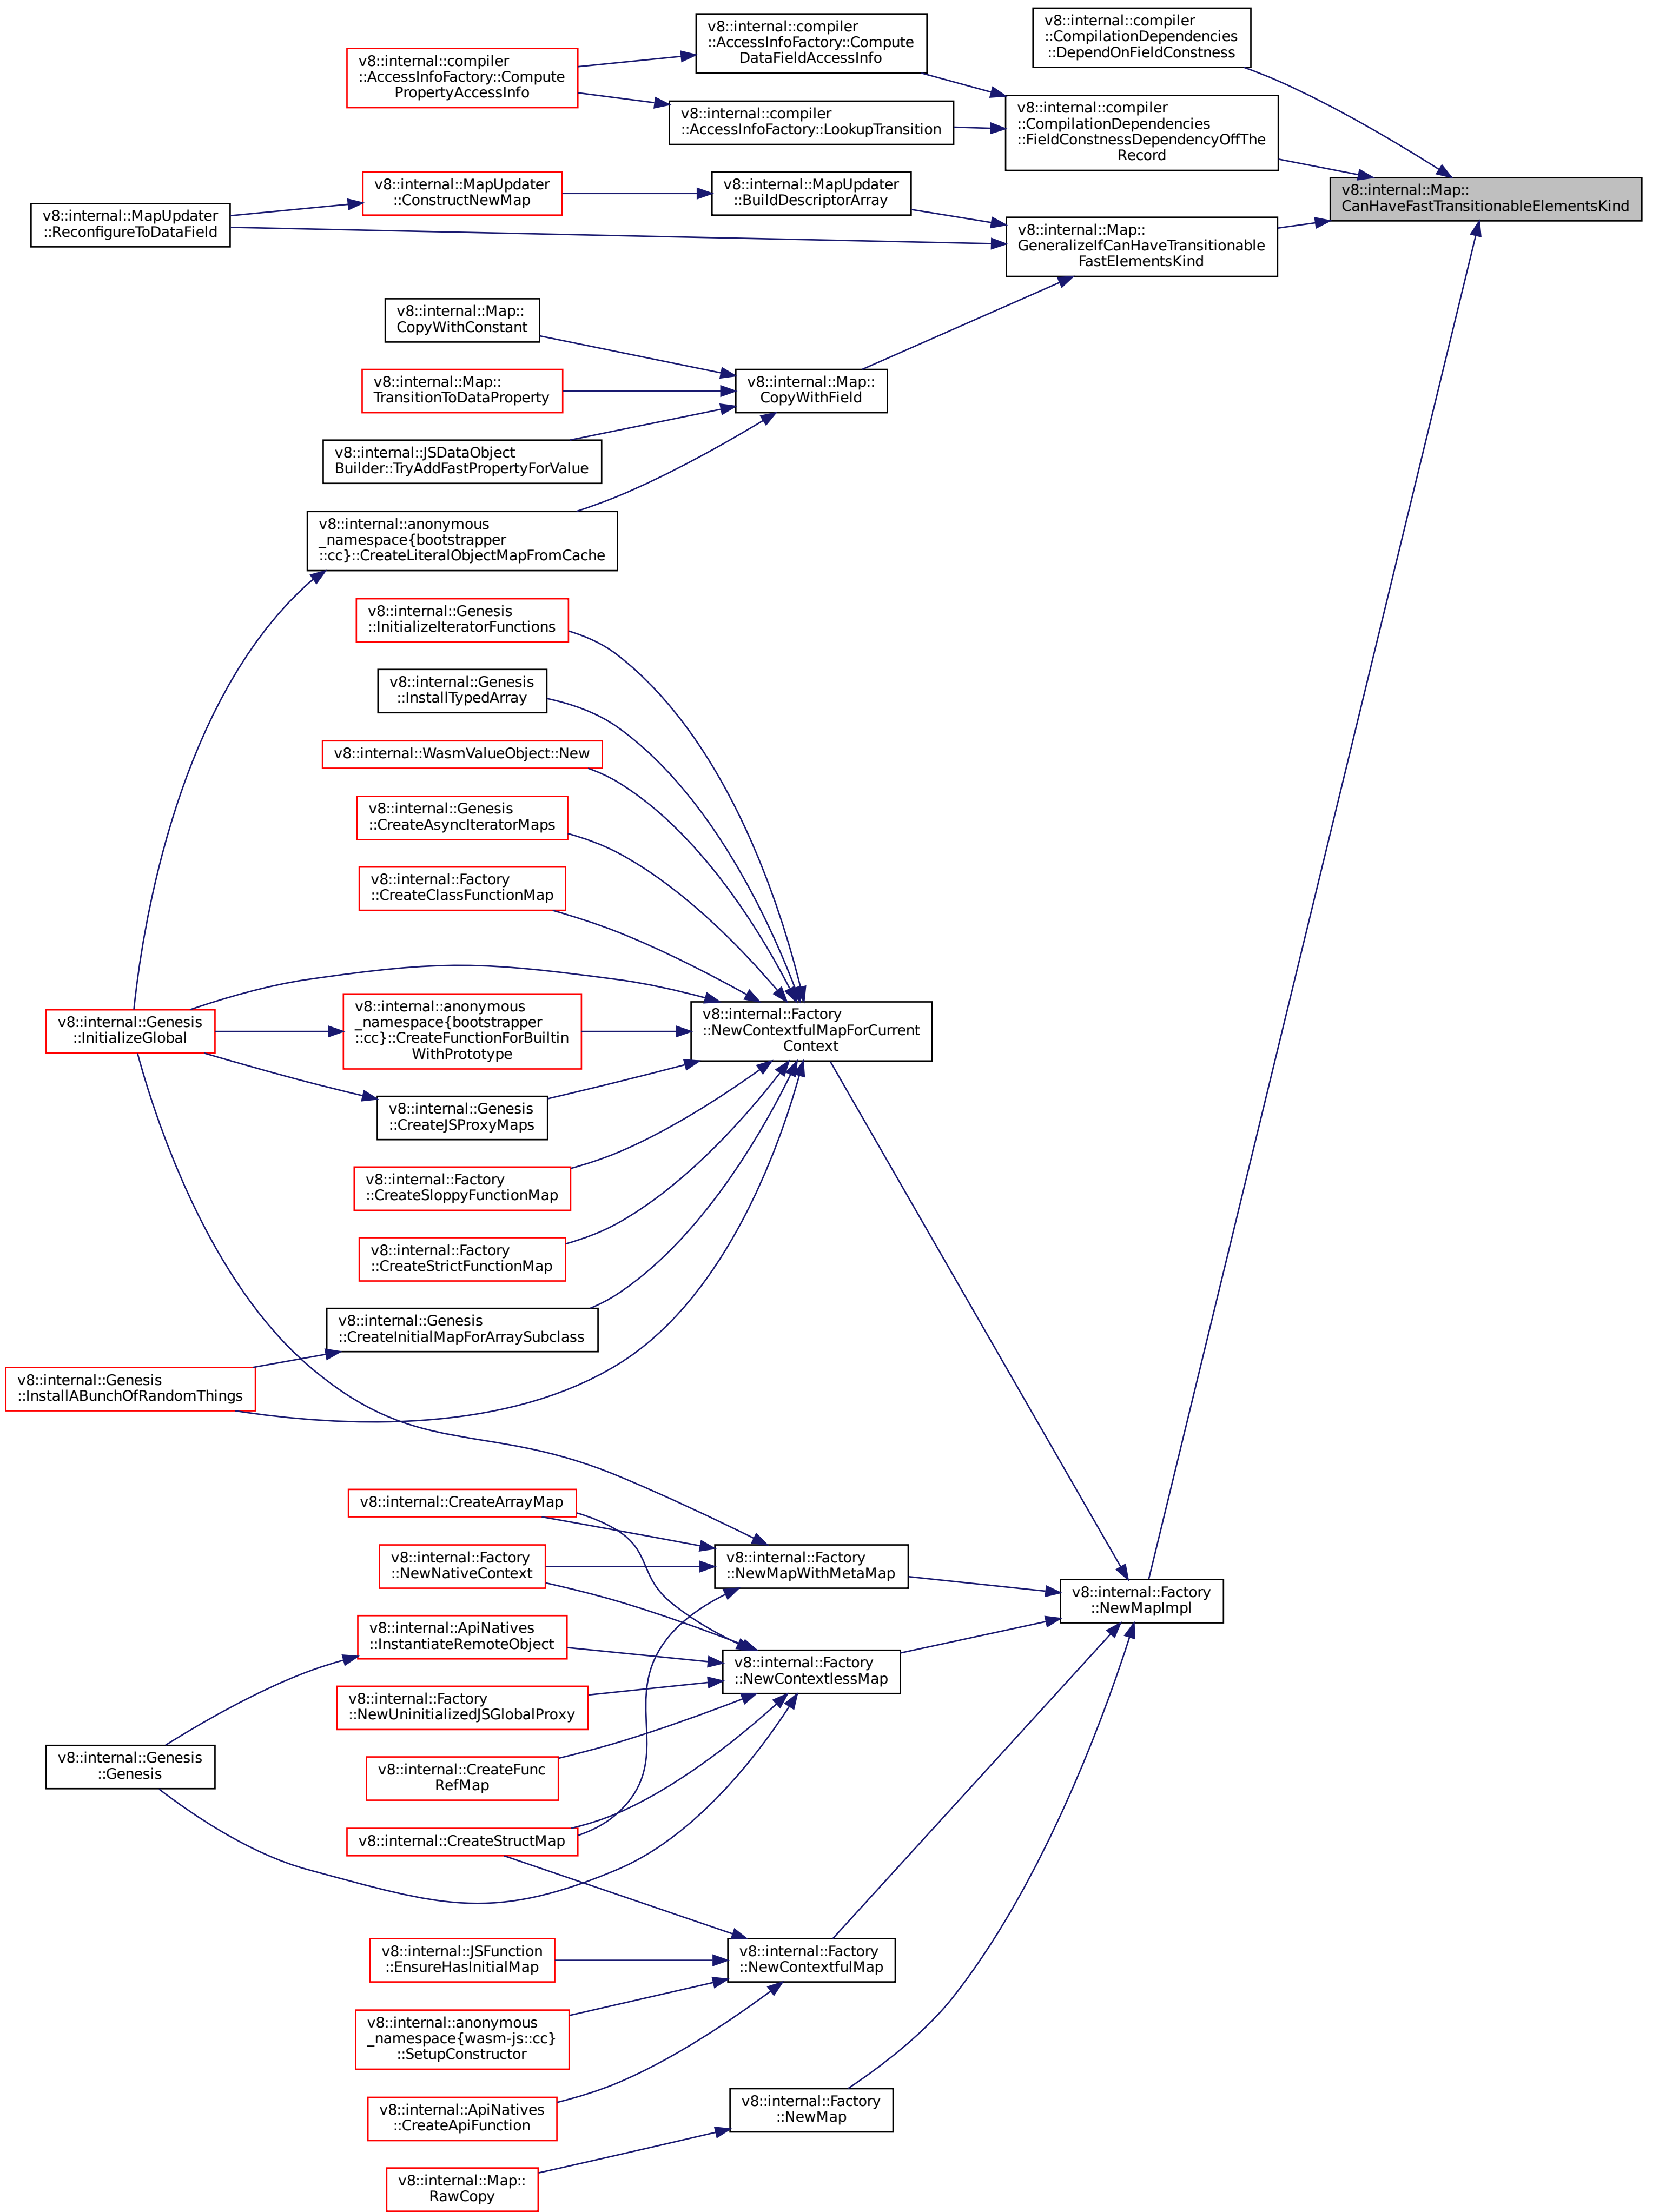 v8::internal::compiler
::CompilationDependencies
::DependOnFieldConstness
v8::internal::compiler
::AccessInfoFactory::Compute
DataFieldAccessInfo
v8::internal::compiler
::AccessInfoFactory::Compute
PropertyAccessInfo
v8::internal::compiler
::AccessInfoFactory::LookupTransition
v8::internal::compiler
::CompilationDependencies
::FieldConstnessDependencyOffThe
Record
v8::internal::Map::
CanHaveFastTransitionableElementsKind
v8::internal::MapUpdater
::ConstructNewMap
v8::internal::MapUpdater
::BuildDescriptorArray
v8::internal::MapUpdater
::ReconfigureToDataField
v8::internal::Map::
GeneralizeIfCanHaveTransitionable
FastElementsKind
v8::internal::Map::
CopyWithConstant
v8::internal::Map::
TransitionToDataProperty
v8::internal::Map::
CopyWithField
v8::internal::JSDataObject
Builder::TryAddFastPropertyForValue
v8::internal::anonymous
_namespace{bootstrapper
::cc}::CreateLiteralObjectMapFromCache
v8::internal::Genesis
::InitializeIteratorFunctions
v8::internal::Genesis
::InstallTypedArray
v8::internal::WasmValueObject::New
v8::internal::Genesis
::CreateAsyncIteratorMaps
v8::internal::Factory
::CreateClassFunctionMap
v8::internal::Genesis
::InitializeGlobal
v8::internal::anonymous
_namespace{bootstrapper
::cc}::CreateFunctionForBuiltin
WithPrototype
v8::internal::Factory
::NewContextfulMapForCurrent
Context
v8::internal::Genesis
::CreateJSProxyMaps
v8::internal::Factory
::CreateSloppyFunctionMap
v8::internal::Factory
::CreateStrictFunctionMap
v8::internal::Genesis
::CreateInitialMapForArraySubclass
v8::internal::Genesis
::InstallABunchOfRandomThings
v8::internal::CreateArrayMap
v8::internal::Factory
::NewNativeContext
v8::internal::Factory
::NewMapWithMetaMap
v8::internal::Factory
::NewMapImpl
v8::internal::ApiNatives
::InstantiateRemoteObject
v8::internal::Factory
::NewContextlessMap
v8::internal::Factory
::NewUninitializedJSGlobalProxy
v8::internal::Genesis
::Genesis
v8::internal::CreateFunc
RefMap
v8::internal::CreateStructMap
v8::internal::JSFunction
::EnsureHasInitialMap
v8::internal::Factory
::NewContextfulMap
v8::internal::anonymous
_namespace{wasm-js::cc}
::SetupConstructor
v8::internal::ApiNatives
::CreateApiFunction
v8::internal::Factory
::NewMap
v8::internal::Map::
RawCopy